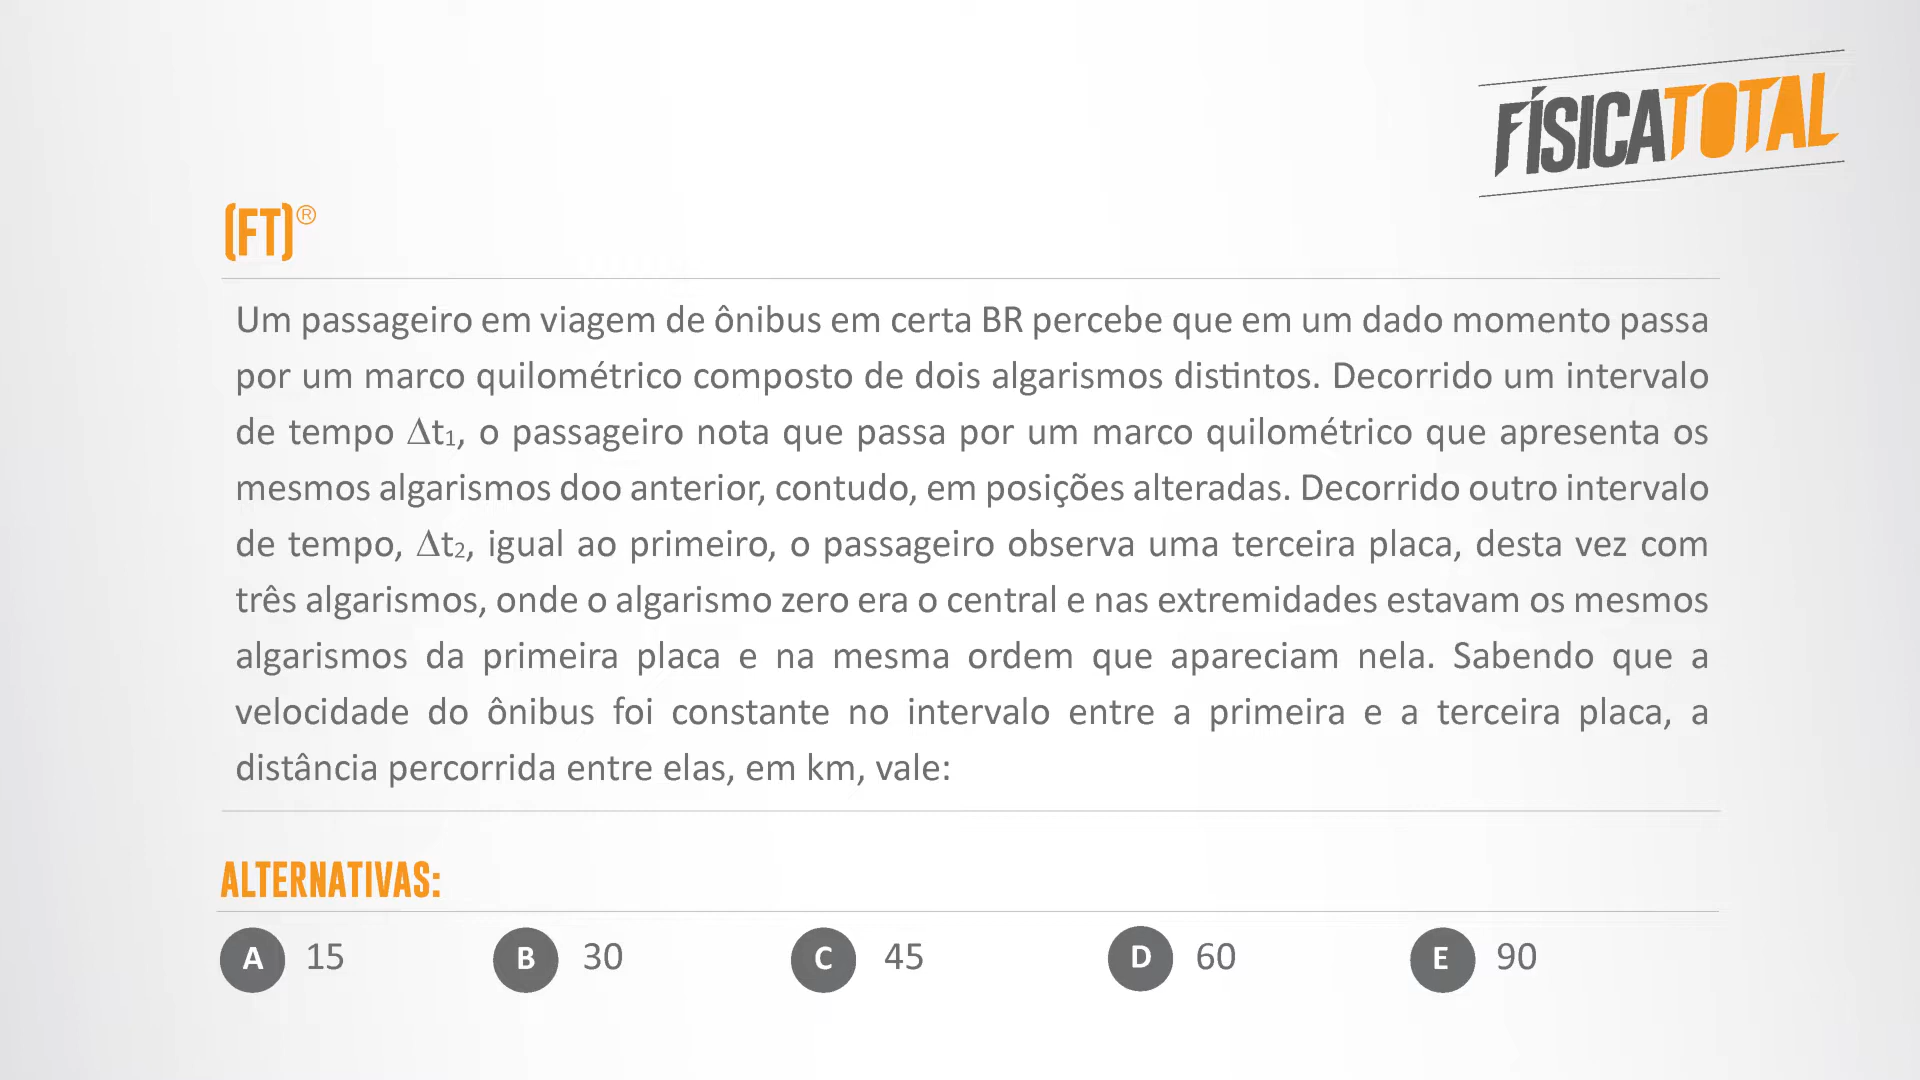 FÍSICATOTAL
(FT)®
Um passageiro em viagem de ônibus em certa BR percebe que em um dado momento passa
por um marco quilométrico composto de dois algarismos distintos. Decorrido um intervalo
de tempo Δt₁, o passageiro nota que passa por um marco quilométrico que apresenta os
mesmos algarismos doo anterior, contudo, em posições alteradas. Decorrido outro intervalo
de tempo, Δt₂, igual ao primeiro, o passageiro observa uma terceira placa, desta vez com
três algarismos, onde o algarismo zero era o central e nas extremidades estavam os mesmos
algarismos da primeira placa e na mesma ordem que apareciam nela. Sabendo que a
velocidade do ônibus foi constante no intervalo entre a primeira e a terceira placa, a
distância percorrida entre elas, em km, vale:
ALTERNATIVAS:
A 15 B 30 C 45 D 60 E 90